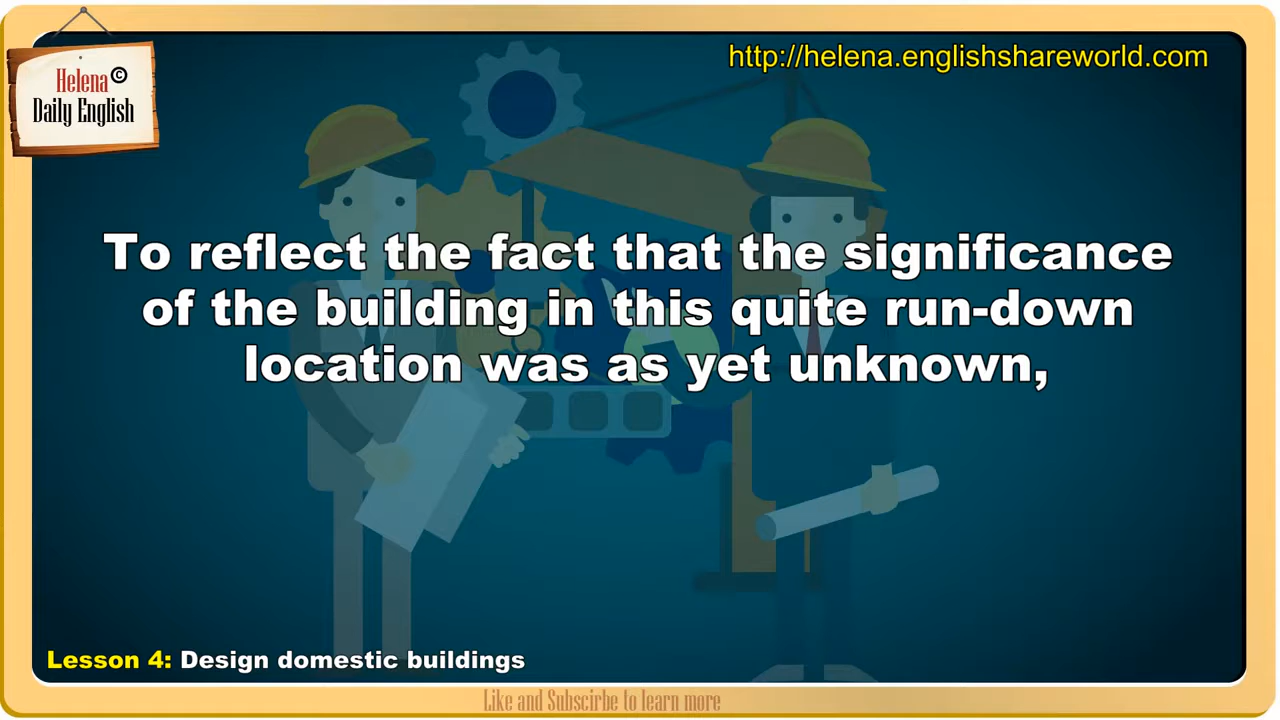 http://helena.englishshareworld.com
Helena©
Daily English
To reflect the fact that the significance
of the building in this quite run-down
location was as yet unknown,
Lesson 4: Design domestic buildings
Like and Subscirbe to learn more